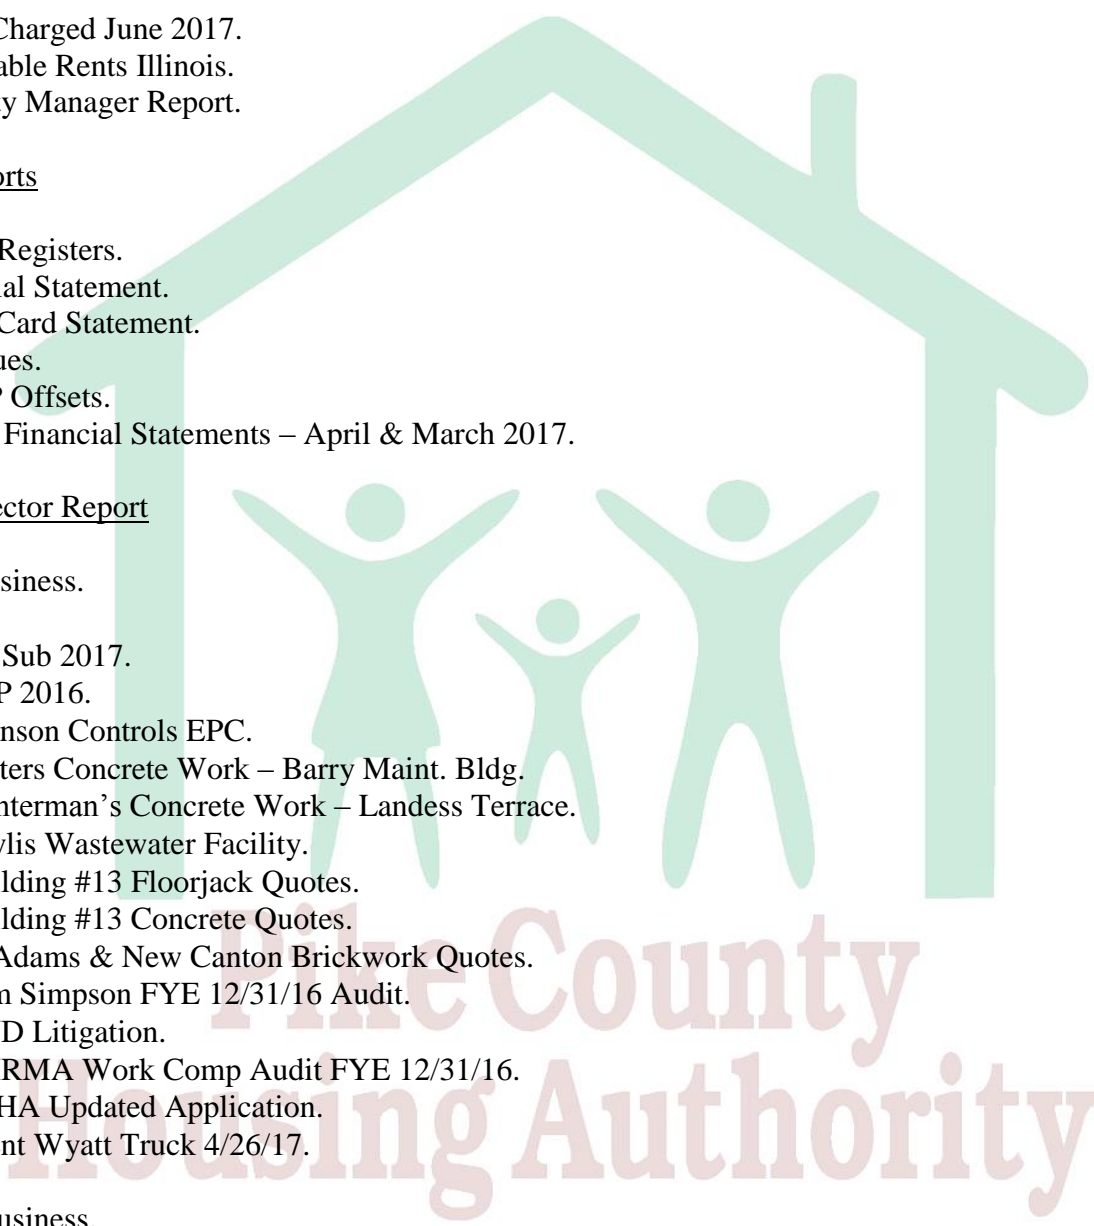 Charged June 2017.
able Rents Illinois.
y Manager Report.
orts
Registers.
ial Statement.
Card Statement.
ues.
P Offsets.
Financial Statements – April & March 2017.
ector Report
siness.
Sub 2017.
P 2016.
nson Controls EPC.
ters Concrete Work – Barry Maint. Bldg.
nterman’s Concrete Work – Landess Terrace.
ylis Wastewater Facility.
ilding #13 Floorjack Quotes.
ilding #13 Concrete Quotes.
Adams & New Canton Brickwork Quotes.
m Simpson FYE 12/31/16 Audit.
D Litigation.
RMA Work Comp Audit FYE 12/31/16.
HA Updated Application.
nt Wyatt Truck 4/26/17.
usiness.
Pike County
Housing Authority